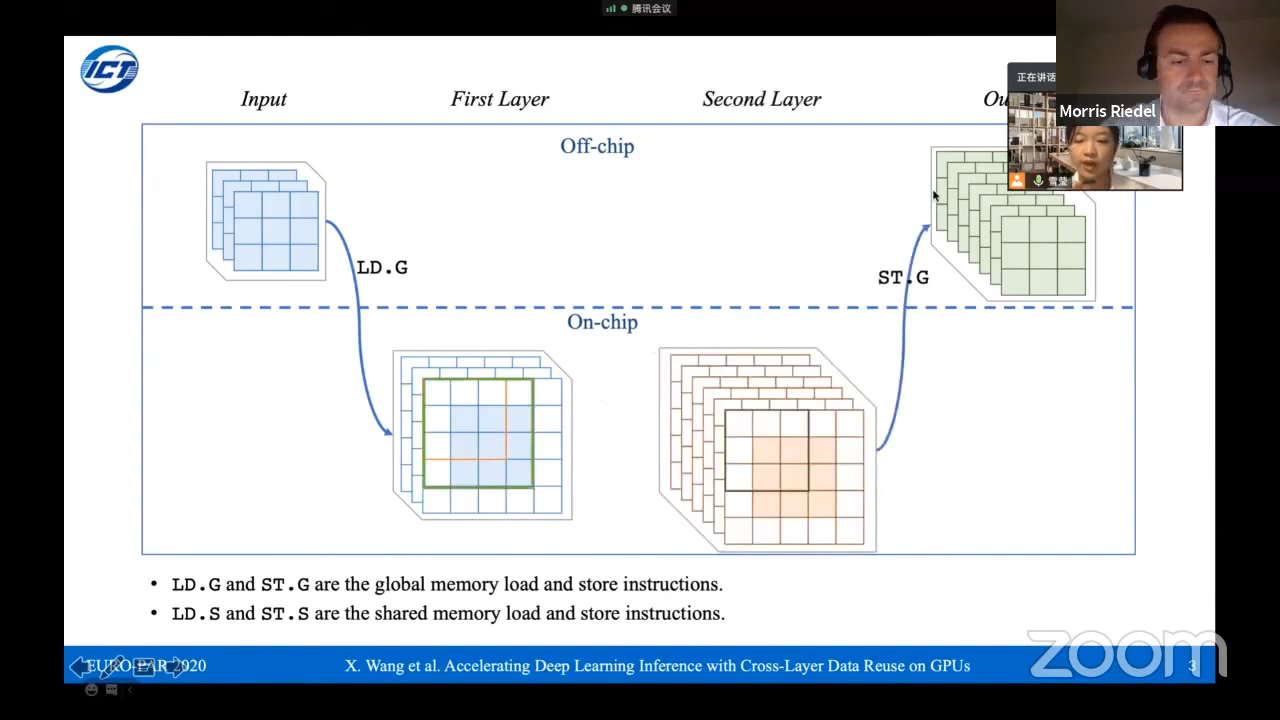 腾讯会议
ICT
Input
First Layer
Second Layer
Ou
正在讲话
Morris Riedel
雪莹
Off-chip
LD.G
ST.G
On-chip
• LD.G and ST.G are the global memory load and store instructions.
• LD.S and ST.S are the shared memory load and store instructions.
EURO-PAR 2020
X. Wang et al. Accelerating Deep Learning Inference with Cross-Layer Data Reuse on GPUs
3
zoom